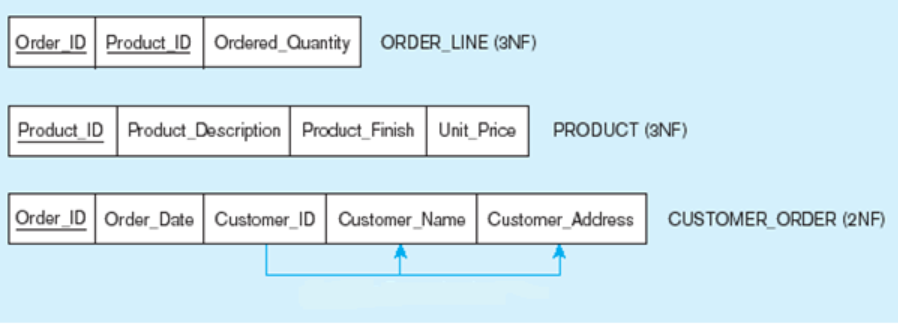 Order_ID Product_ID Ordered_Quantity ORDER_LINE (3NF)
Product_ID Product_Description Product_Finish Unit_Price PRODUCT (3NF)
Order_ID Order_Date Customer_ID Customer_Name Customer_Address CUSTOMER_ORDER (2NF)